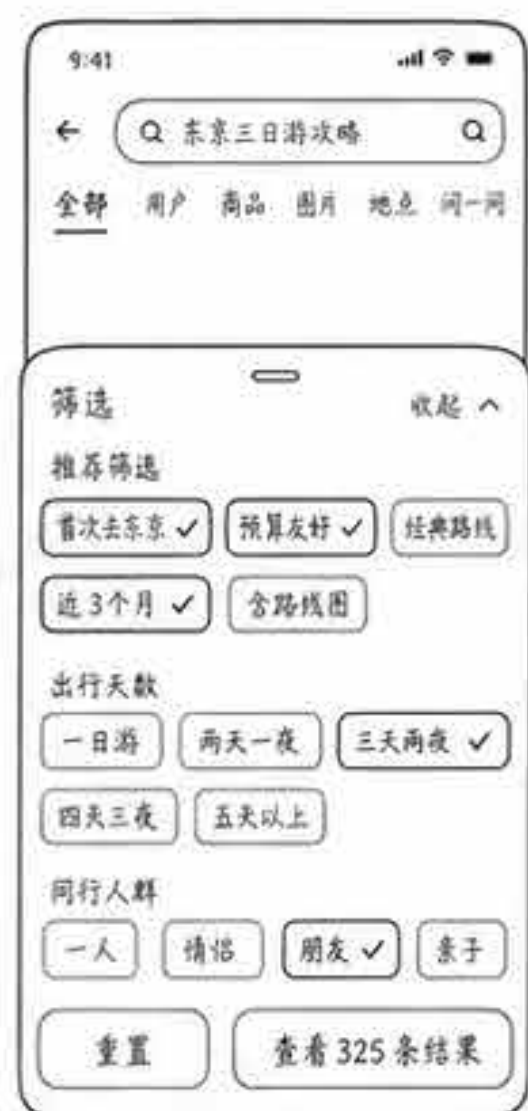 9:41
东京三日游攻略
全部 用户 商品 图片 地点 问一问
筛选 收起
推荐筛选
首次去东京 预算友好 经典路线
近3个月 含路线图
出行天数
一日游 两天一夜 三天两夜
四天三夜 五天以上
同行人群
一人 情侣 朋友 亲子
重置 查看325条结果